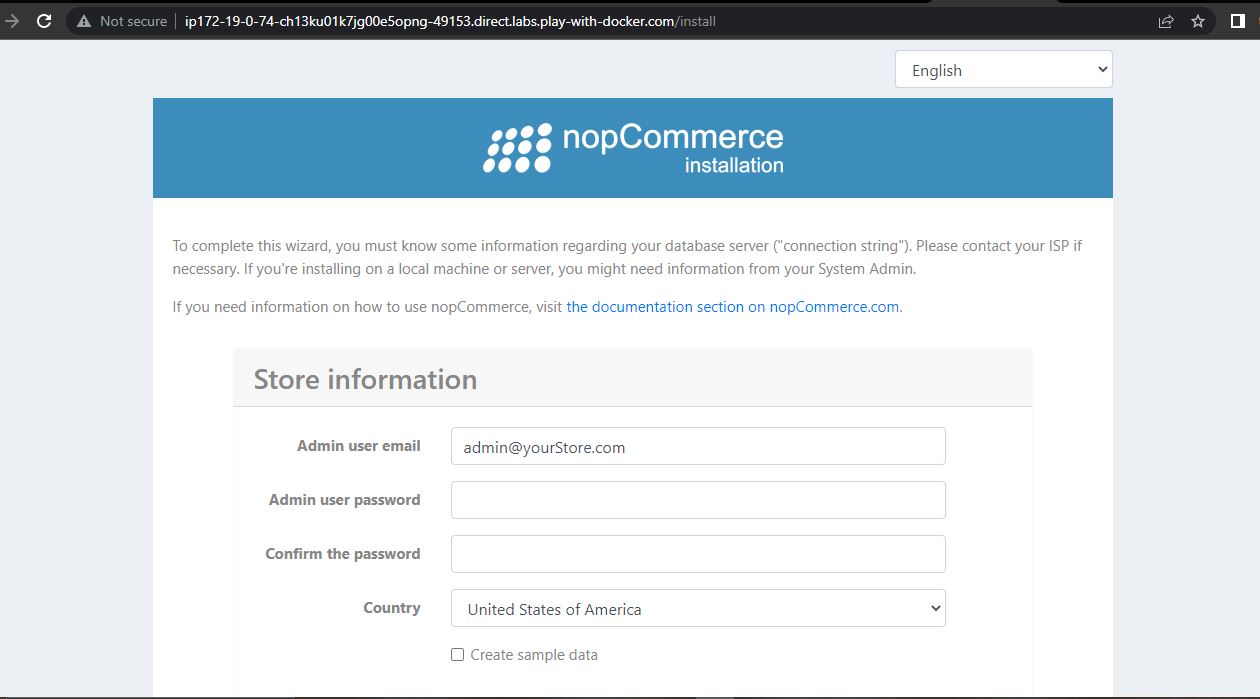 Not secure | ip172-19-0-74-ch13ku01k7jg00e5opng-49153.direct.labs.play-with-docker.com/install
English
nopCommerce
installation
To complete this wizard, you must know some information regarding your database server ("connection string"). Please contact your ISP if
necessary. If you're installing on a local machine or server, you might need information from your System Admin.
If you need information on how to use nopCommerce, visit the documentation section on nopCommerce.com.
Store information
Admin user email admin@yourStore.com
Admin user password
Confirm the password
Country United States of America
Create sample data